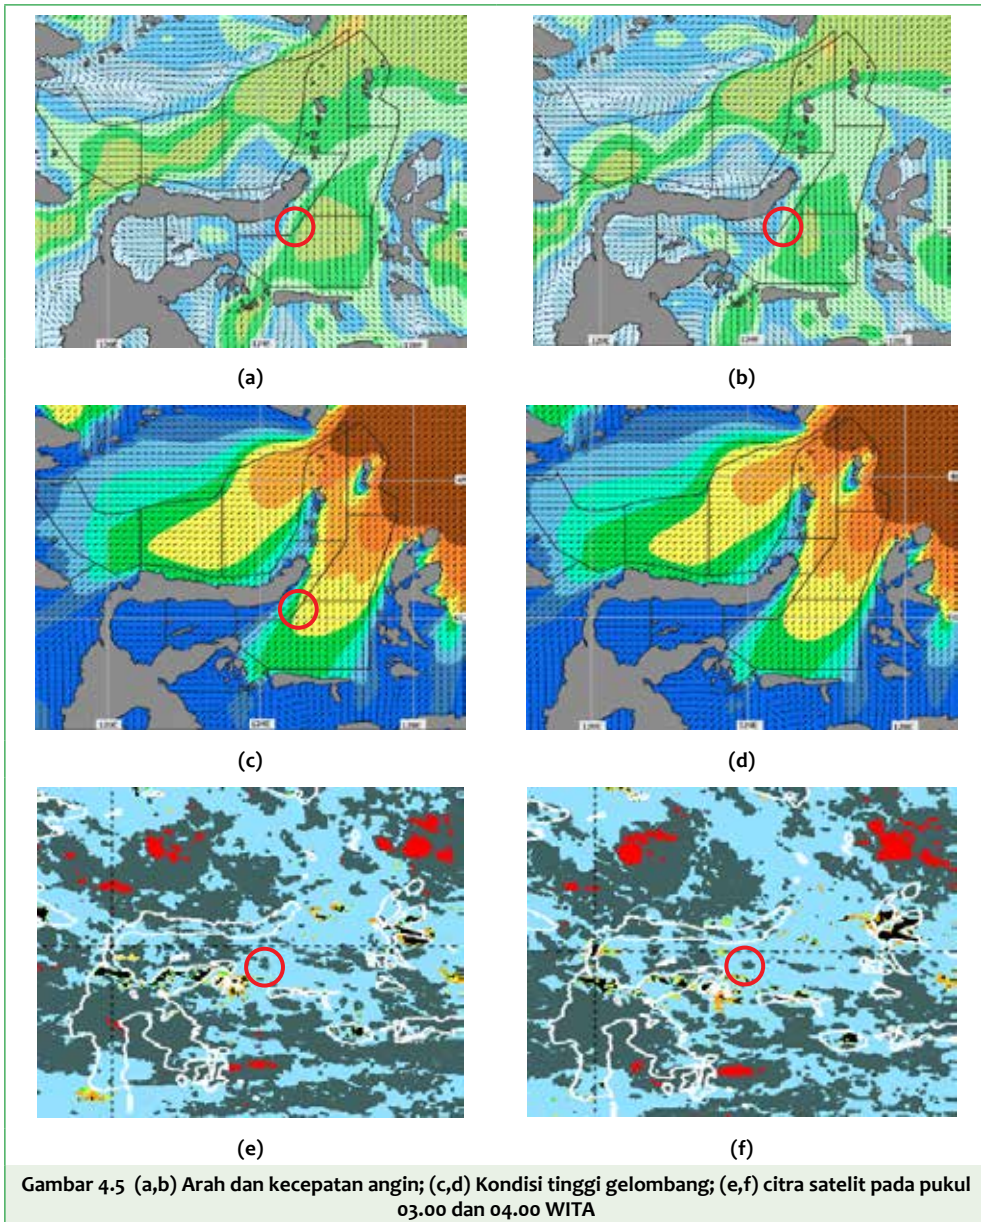 (a)
(b)
(c)
(d)
(e)
(f)
Gambar 4.5 (a,b) Arah dan kecepatan angin; (c,d) Kondisi tinggi gelombang; (e,f) citra satelit pada pukul
03.00 dan 04.00 WITA